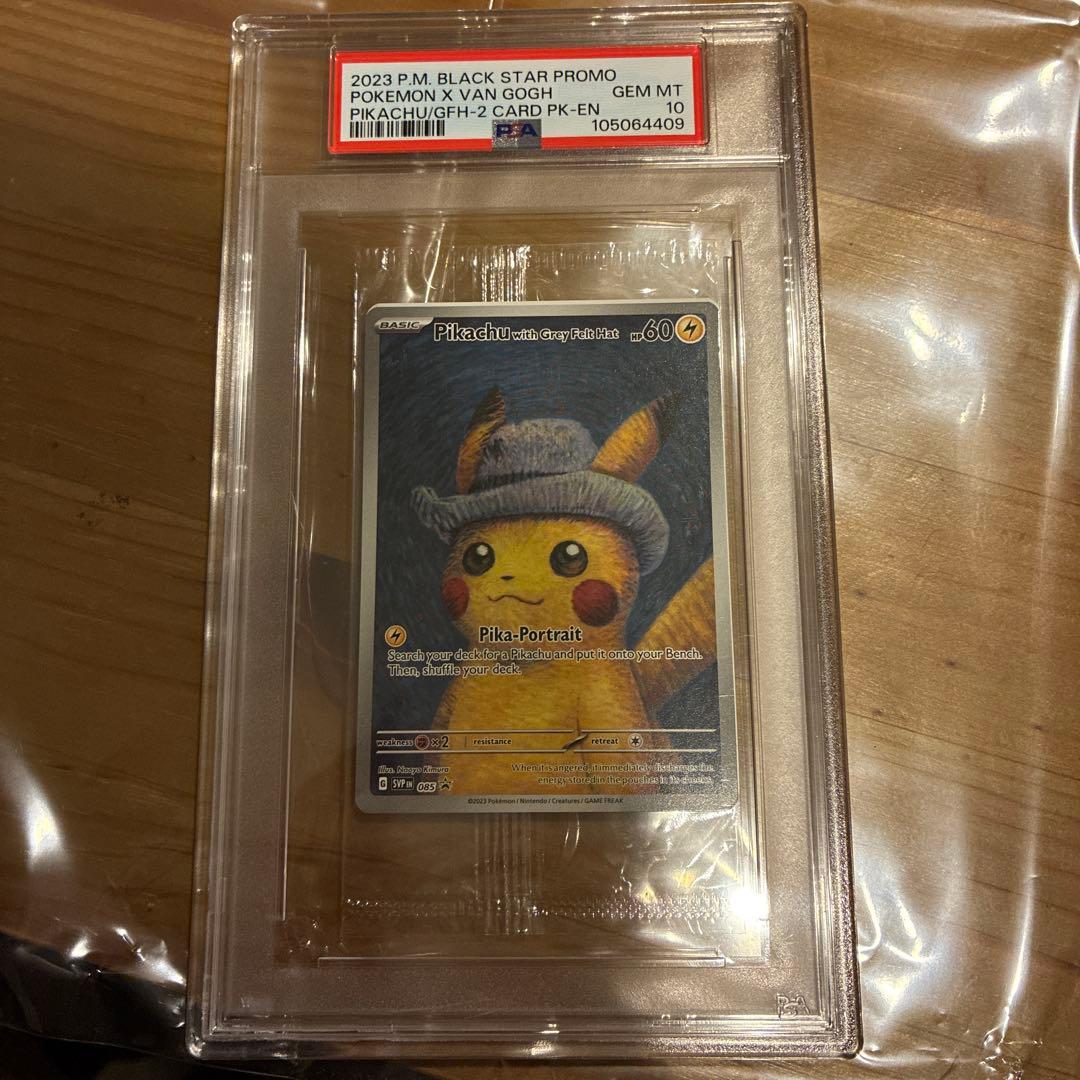 2023 P.M. BLACK STAR PROMO
POKEMON X VAN GOGH GEM MT
PIKACHU/GFH-2 CARD PK-EN 10
PSA 105064409
BASIC Pikachu with Grey Felt Hat HP60
Pika-Portrait
Search your deck for a Pikachu and put it onto your Bench.
Then, shuffle your deck.
weakness ×2 resistance retreat
Illus. Naoyo Kimura When it is angered, it immediately discharges the
energy stored in the pouches in its cheeks.
G SVP EN 085
©2023 Pokémon / Nintendo / Creatures / GAME FREAK
PSA